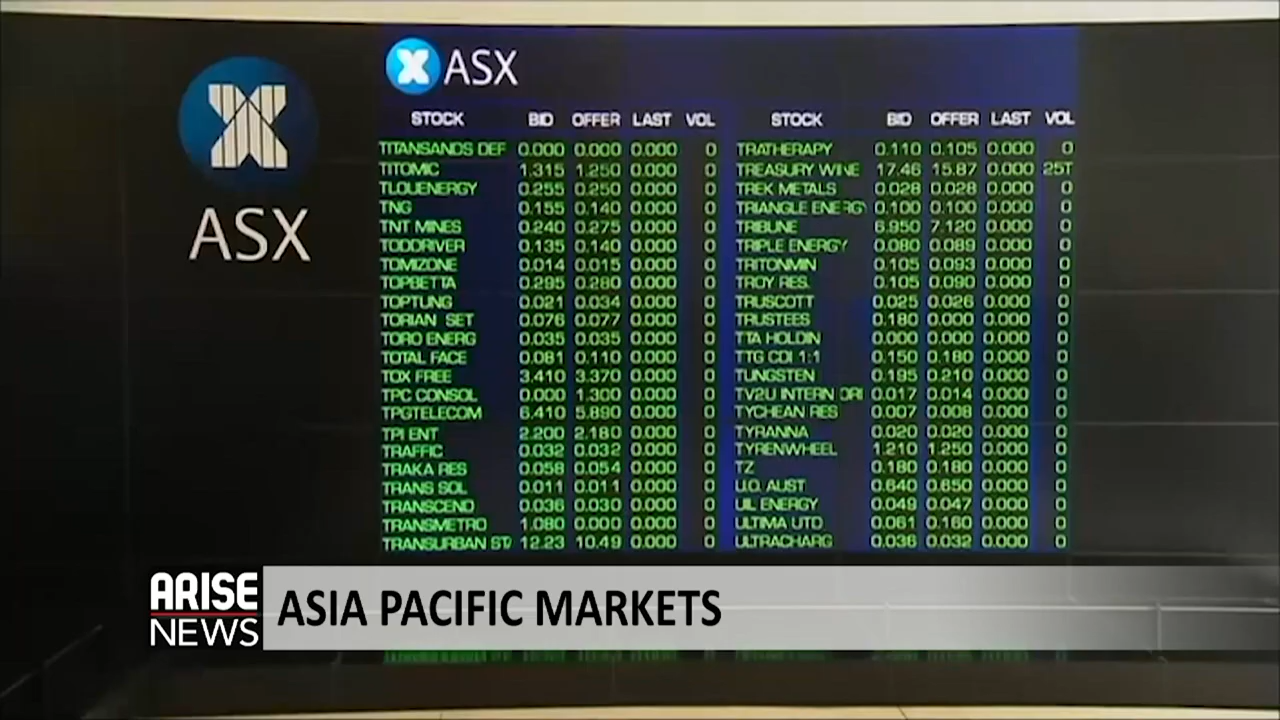 ASX
ASX
STOCK BID OFFER LAST VOL STOCK BID OFFER LAST VOL
TITANSANDS DEF 0.000 0.000 0.000 0 TRATHERAPY 0.110 0.105 0.000 0
TITOMIC 1.315 1.250 0.000 0 TREASURY WINE 17.46 15.87 0.000 25T
TLOUENERGY 0.255 0.250 0.000 0 TREK METALS 0.028 0.028 0.000 0
TNG 0.155 0.140 0.000 0 TRIANGLE ENERGY 0.100 0.100 0.000 0
TNT MINES 0.240 0.275 0.000 0 TRIBUNE 6.950 7.120 0.000 0
TODDRIVER 0.135 0.140 0.000 0 TRIPLE ENERGY 0.080 0.089 0.000 0
TOMIZONE 0.014 0.015 0.000 0 TRITONMIN 0.105 0.093 0.000 0
TOPBETTA 0.295 0.280 0.000 0 TROY RES. 0.105 0.090 0.000 0
TOPTUNG 0.021 0.034 0.000 0 TRUSCOTT 0.025 0.026 0.000 0
TORIAN SET 0.076 0.077 0.000 0 TRUSTEES 0.180 0.000 0.000 0
TORO ENERG 0.035 0.035 0.000 0 TTA HOLDIN 0.000 0.000 0.000 0
TOTAL FACE 0.081 0.110 0.000 0 TTG CDI 1:1 0.150 0.180 0.000 0
TOX FREE 3.410 3.370 0.000 0 TUNGSTEN 0.195 0.210 0.000 0
TPC CONSOL 0.000 1.300 0.000 0 TV2U INTERN ORI 0.017 0.014 0.000 0
TPGTELECOM 6.410 5.890 0.000 0 TYCHEAN RES 0.007 0.008 0.000 0
TPI ENT 2.200 2.180 0.000 0 TYRANNA 0.020 0.020 0.000 0
TRAFFIC 0.032 0.032 0.000 0 TYRENWHEEL 1.210 1.250 0.000 0
TRAKA RES 0.058 0.054 0.000 0 TZ 0.180 0.180 0.000 0
TRANS SOL 0.011 0.011 0.000 0 U.O. AUST 0.640 0.650 0.000 0
TRANSCEND 0.036 0.030 0.000 0 UIL ENERGY 0.049 0.047 0.000 0
TRANSMETRO 1.080 0.000 0.000 0 ULTIMA UTD 0.061 0.160 0.000 0
TRANSURBAN ST 12.23 10.49 0.000 0 ULTRACHARG 0.036 0.032 0.000 0
ARISE NEWS
ASIA PACIFIC MARKETS